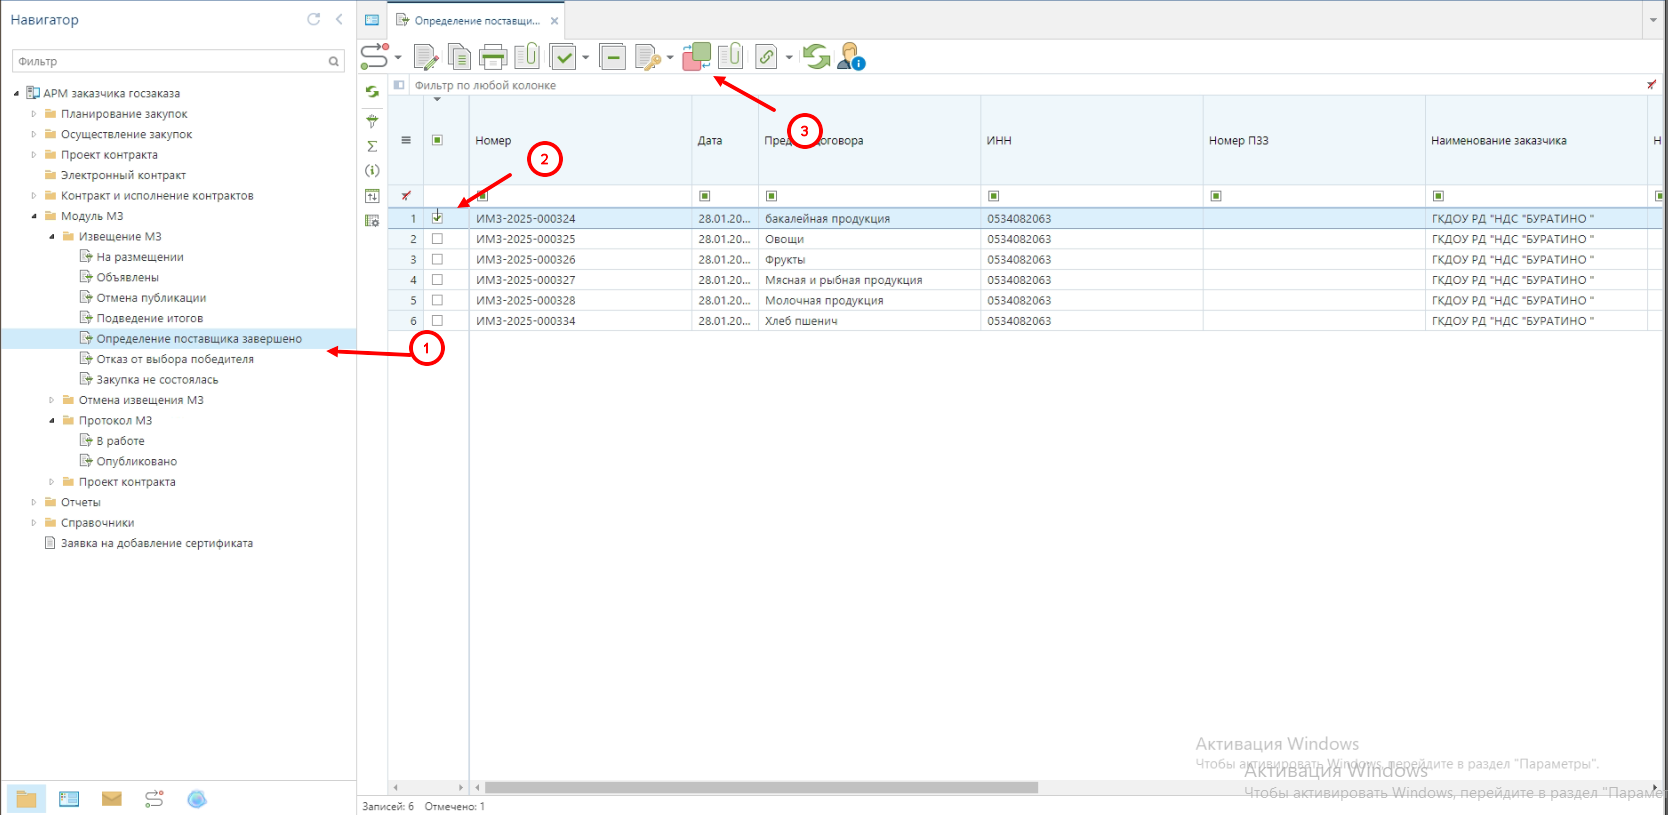 Навигатор
Фильтр
АРМ заказчика госзаказа
Планирование закупок
Осуществление закупок
Проект контракта
Электронный контракт
Контракт и исполнение контрактов
Модуль МЗ
Извещение МЗ
На размещении
Объявлены
Отмена публикации
Подведение итогов
Определение поставщика завершено
Отказ от выбора победителя
Закупка не состоялась
Отмена извещения МЗ
Протокол МЗ
В работе
Опубликовано
Проект контракта
Отчеты
Справочники
Заявка на добавление сертификата
1
Определение поставщи...
3
Фильтр по любой колонке
Номер Дата ИНН Номер ПЗЗ Наименование заказчика Н
2
1 ИМЗ-2025-000324 28.01.20... бакалейная продукция 0534082063 ГКДОУ РД "НДС "БУРАТИНО "
2 ИМЗ-2025-000325 28.01.20... Овощи 0534082063 ГКДОУ РД "НДС "БУРАТИНО "
3 ИМЗ-2025-000326 28.01.20... Фрукты 0534082063 ГКДОУ РД "НДС "БУРАТИНО "
4 ИМЗ-2025-000327 28.01.20... Мясная и рыбная продукция 0534082063 ГКДОУ РД "НДС "БУРАТИНО "
5 ИМЗ-2025-000328 28.01.20... Молочная продукция 0534082063 ГКДОУ РД "НДС "БУРАТИНО "
6 ИМЗ-2025-000334 28.01.20... Хлеб пшенич 0534082063 ГКДОУ РД "НДС "БУРАТИНО "
Активация Windows
Чтобы активировать Windows, перейдите в раздел "Параметры".
Активация Windows
Чтобы активировать Windows, перейдите в раздел "Параме
Записей: 6 Отмечено: 1